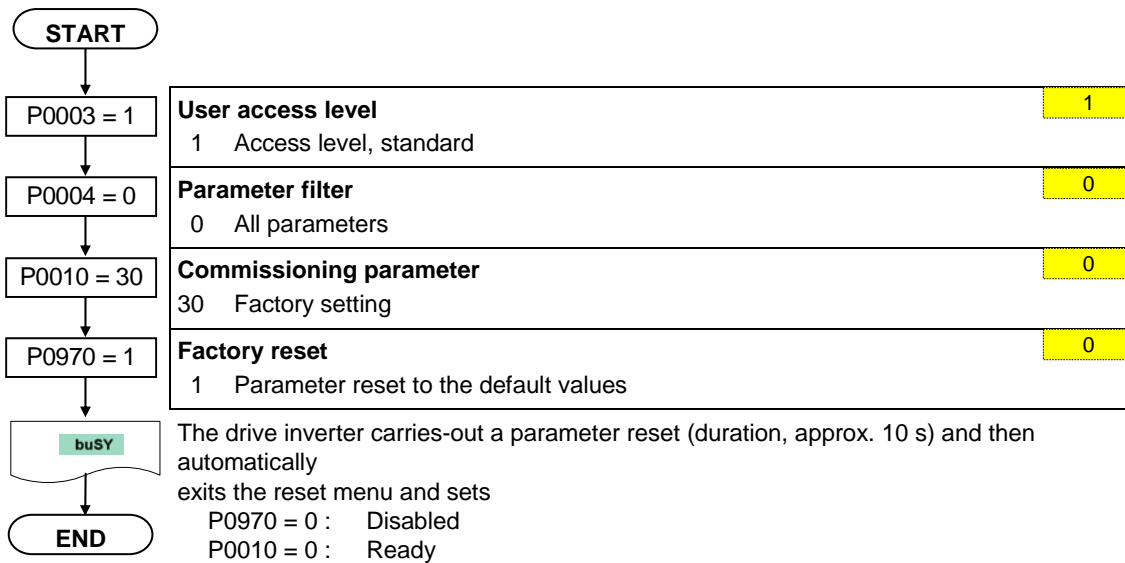 START
P0003 = 1
User access level 1
1 Access level, standard
P0004 = 0
Parameter filter 0
0 All parameters
P0010 = 30
Commissioning parameter 0
30 Factory setting
P0970 = 1
Factory reset 0
1 Parameter reset to the default values
buSY
The drive inverter carries-out a parameter reset (duration, approx. 10 s) and then
automatically
exits the reset menu and sets
P0970 = 0 : Disabled
END
P0010 = 0 : Ready